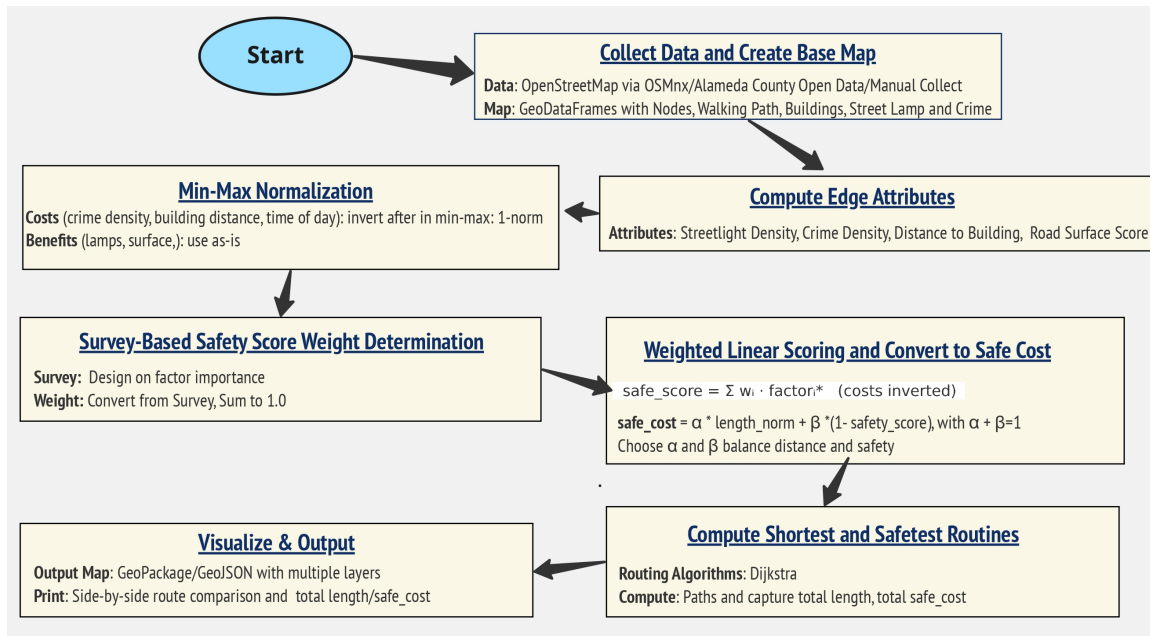 Start
Collect Data and Create Base Map
Data: OpenStreetMap via OSMnx/Alameda County Open Data/Manual Collect
Map: GeoDataFrames with Nodes, Walking Path, Buildings, Street Lamp and Crime
Compute Edge Attributes
Attributes: Streetlight Density, Crime Density, Distance to Building, Road Surface Score
Min-Max Normalization
Costs (crime density, building distance, time of day): invert after in min-max: 1-norm
Benefits (lamps, surface,): use as-is
Survey-Based Safety Score Weight Determination
Survey: Design on factor importance
Weight: Convert from Survey, Sum to 1.0
Weighted Linear Scoring and Convert to Safe Cost
safe_score = Σ wᵢ · factorᵢ* (costs inverted)
safe_cost = α * length_norm + β *(1- safety_score), with α + β=1
Choose α and β balance distance and safety
Compute Shortest and Safetest Routines
Routing Algorithms: Dijkstra
Compute: Paths and capture total length, total safe_cost
Visualize & Output
Output Map: GeoPackage/GeoJSON with multiple layers
Print: Side-by-side route comparison and total length/safe_cost